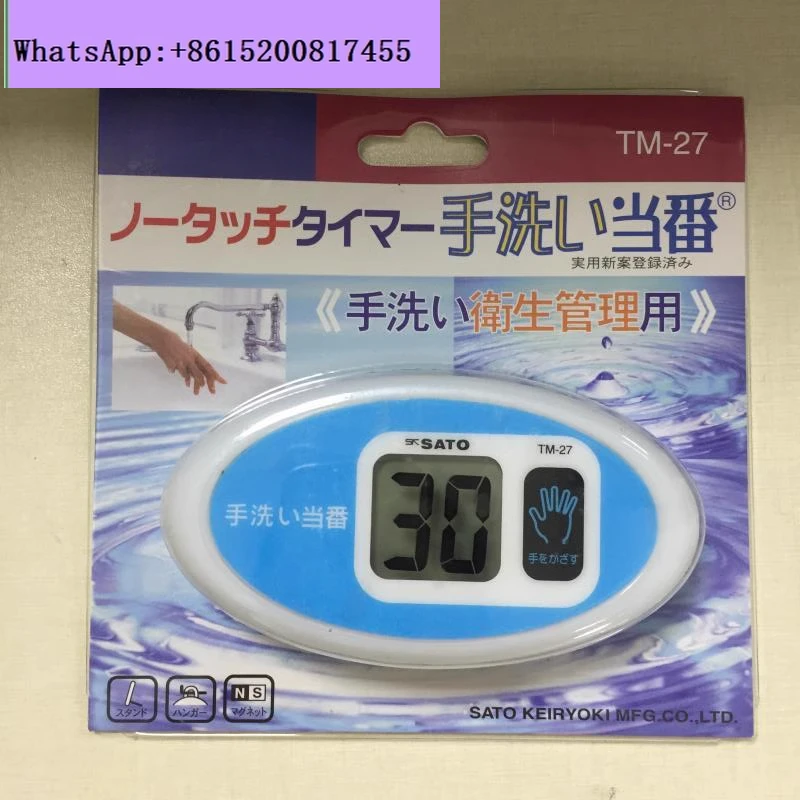 WhatsApp:+8615200817455
TM-27
ノータッチタイマー手洗い当番®
実用新案登録済み
《手洗い衛生管理用》
SK SATO
TM-27
手洗い当番
30
手をかざす
スタンド
ハンガー
N S
マグネット
SATO KEIRYOKI MFG.CO.,LTD.